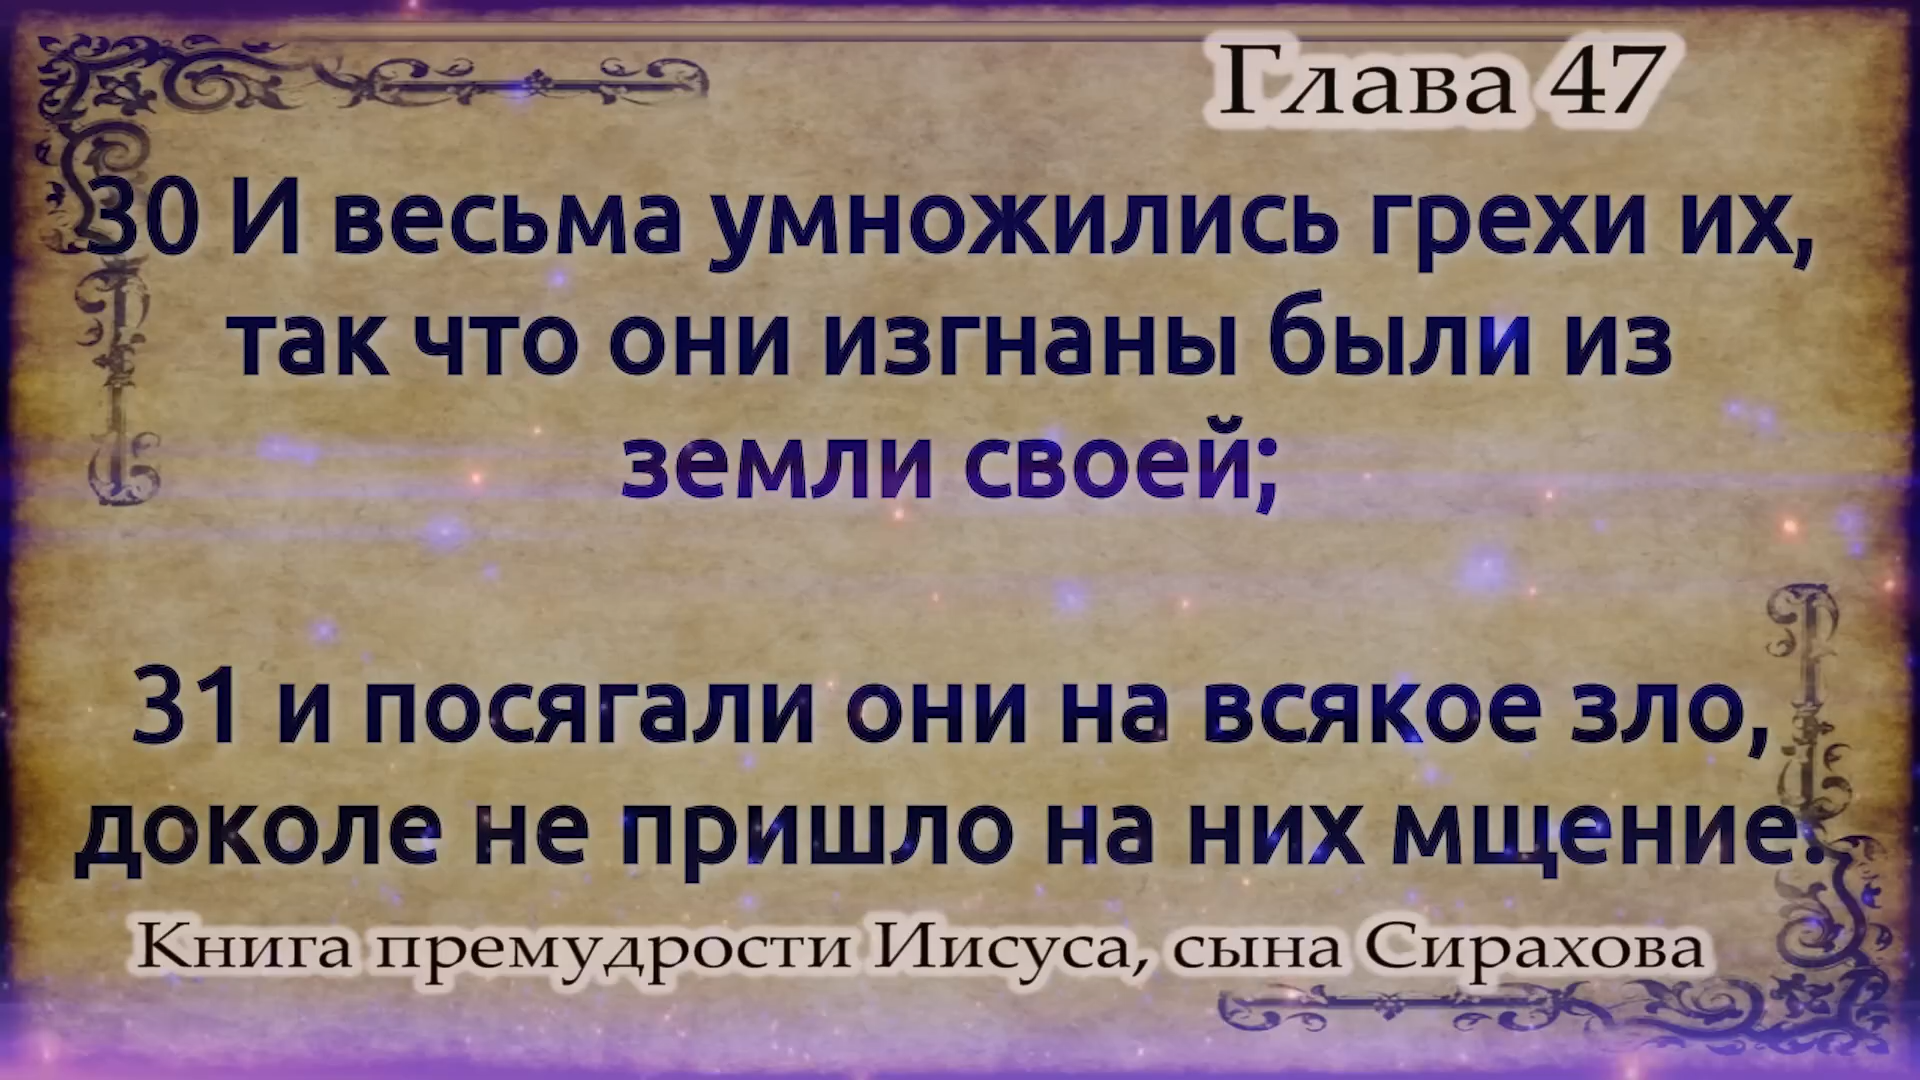 Глава 47
30 И весьма умножились грехи их,
так что они изгнаны были из
земли своей;
31 и посягали они на всякое зло,
доколе не пришло на них мщение.
Книга премудрости Иисуса, сына Сирахова